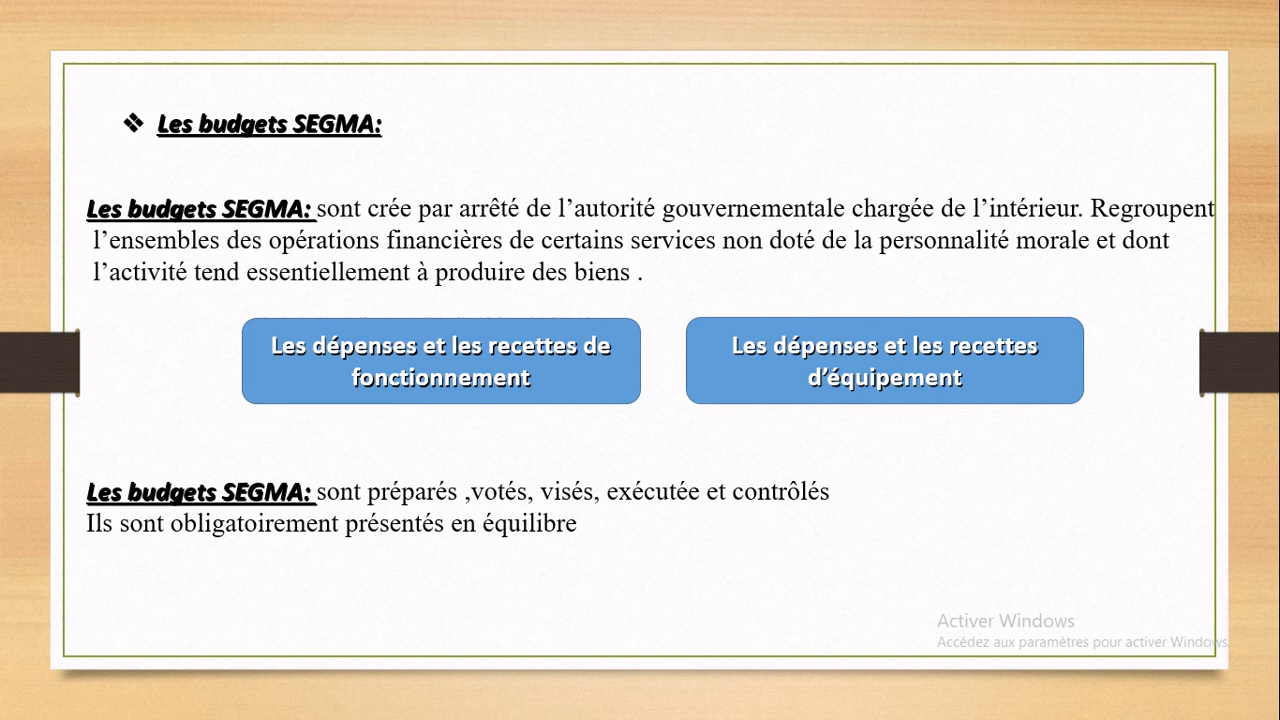 ❖ Les budgets SEGMA:
Les budgets SEGMA: sont crée par arrêté de l’autorité gouvernementale chargée de l’intérieur. Regroupent
l’ensembles des opérations financières de certains services non doté de la personnalité morale et dont
l’activité tend essentiellement à produire des biens .
Les dépenses et les recettes de
fonctionnement
Les dépenses et les recettes
d’équipement
Les budgets SEGMA: sont préparés ,votés, visés, exécutée et contrôlés
Ils sont obligatoirement présentés en équilibre
Activer Windows
Accédez aux paramètres pour activer Windows.